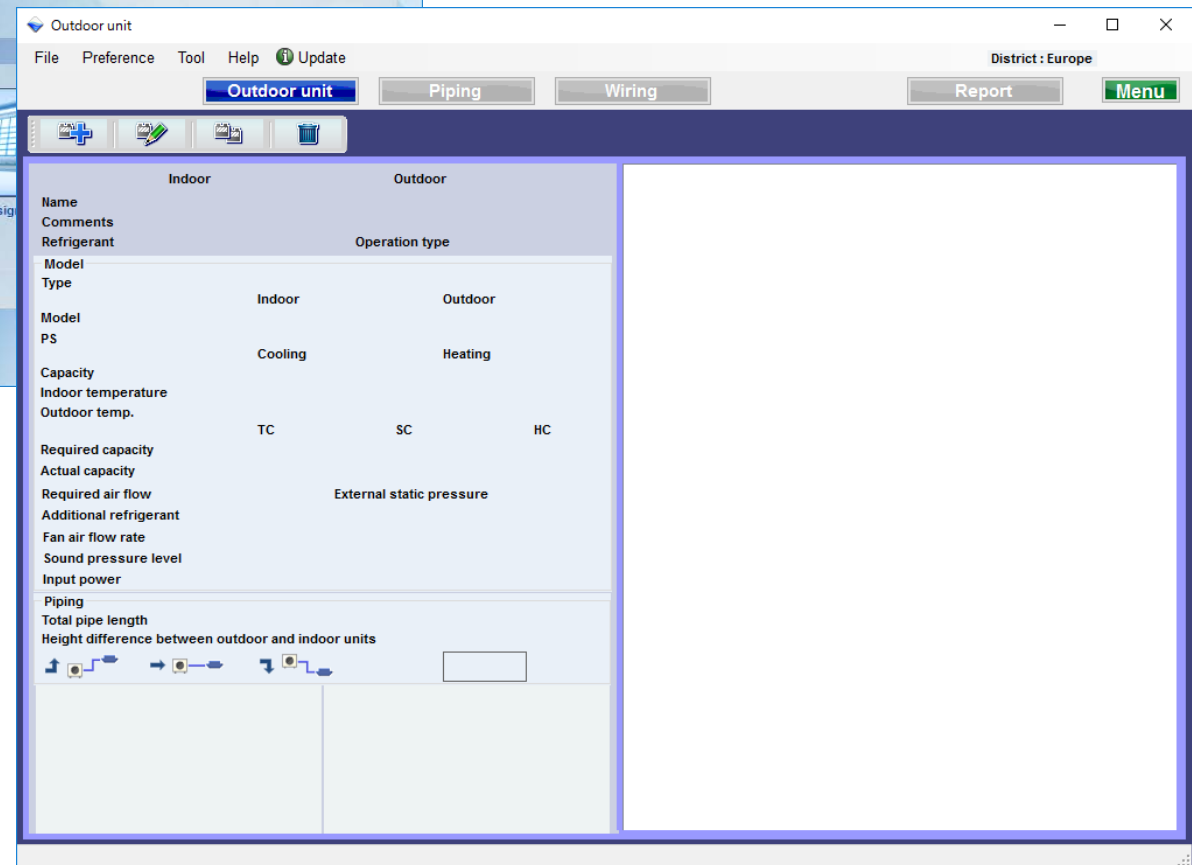 Outdoor unit
File Preference Tool Help Update District : Europe
Outdoor unit Piping Wiring Report Menu
Indoor Outdoor
Name
Comments
Refrigerant Operation type
Model
Type
Indoor Outdoor
Model
PS
Cooling Heating
Capacity
Indoor temperature
Outdoor temp.
TC SC HC
Required capacity
Actual capacity
Required air flow External static pressure
Additional refrigerant
Fan air flow rate
Sound pressure level
Input power
Piping
Total pipe length
Height difference between outdoor and indoor units